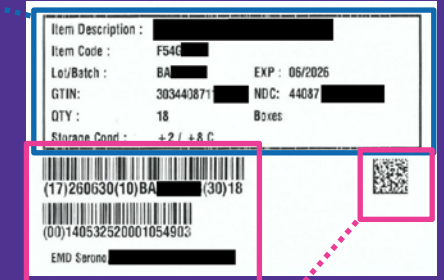 Item Description :
Item Code : F54G
Lot/Batch : BA EXP : 06/2026
GTIN: 3034408711 NDC: 44087
QTY : 18 Boxes
Storage Cond : +2 / +8 C
(17)260630(10)BA (30)18
(00)140532520001054903
EMD Serono